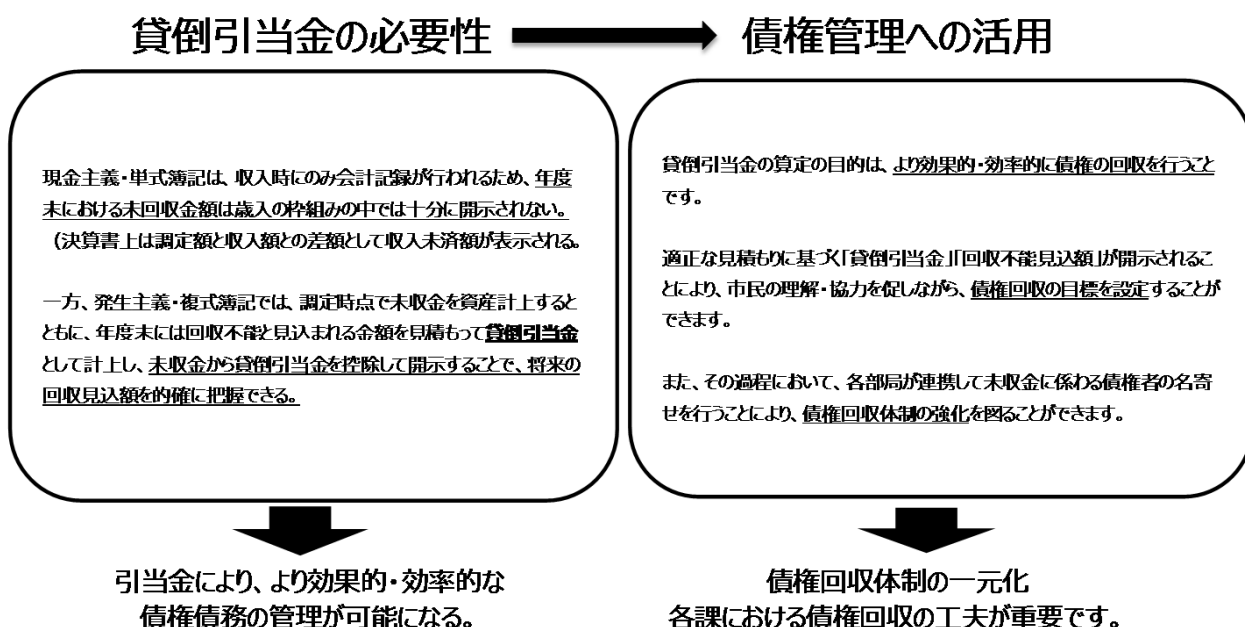 貸倒引当金の必要性
債権管理への活用
現金主義・単式簿記は、収入時にのみ会計記録が行われるため、年度
末における未回収金額は歳入の枠組みの中では十分に開示されない。
（決算書上は調定額と収入額との差額として収入未済額が表示される。
一方、発生主義・複式簿記では、調定時点で未収金を資産計上すると
ともに、年度末には回収不能と見込まれる金額を見積もって貸倒引当金
として計上し、未収金から貸倒引当金を控除して開示することで、将来の
回収見込額を的確に把握できる。
貸倒引当金の算定の目的は、より効果的・効率的に債権の回収を行うこと
です。
適正な見積もりに基づく「貸倒引当金」「回収不能見込額」が開示されるこ
とにより、市民の理解・協力を促しながら、債権回収の目標を設定することが
できます。
また、その過程において、各部局が連携して未収金に係わる債権者の名寄
せを行うことにより、債権回収体制の強化を図ることができます。
引当金により、より効果的・効率的な
債権債務の管理が可能になる。
債権回収体制の一元化
各課における債権回収の工夫が重要です。